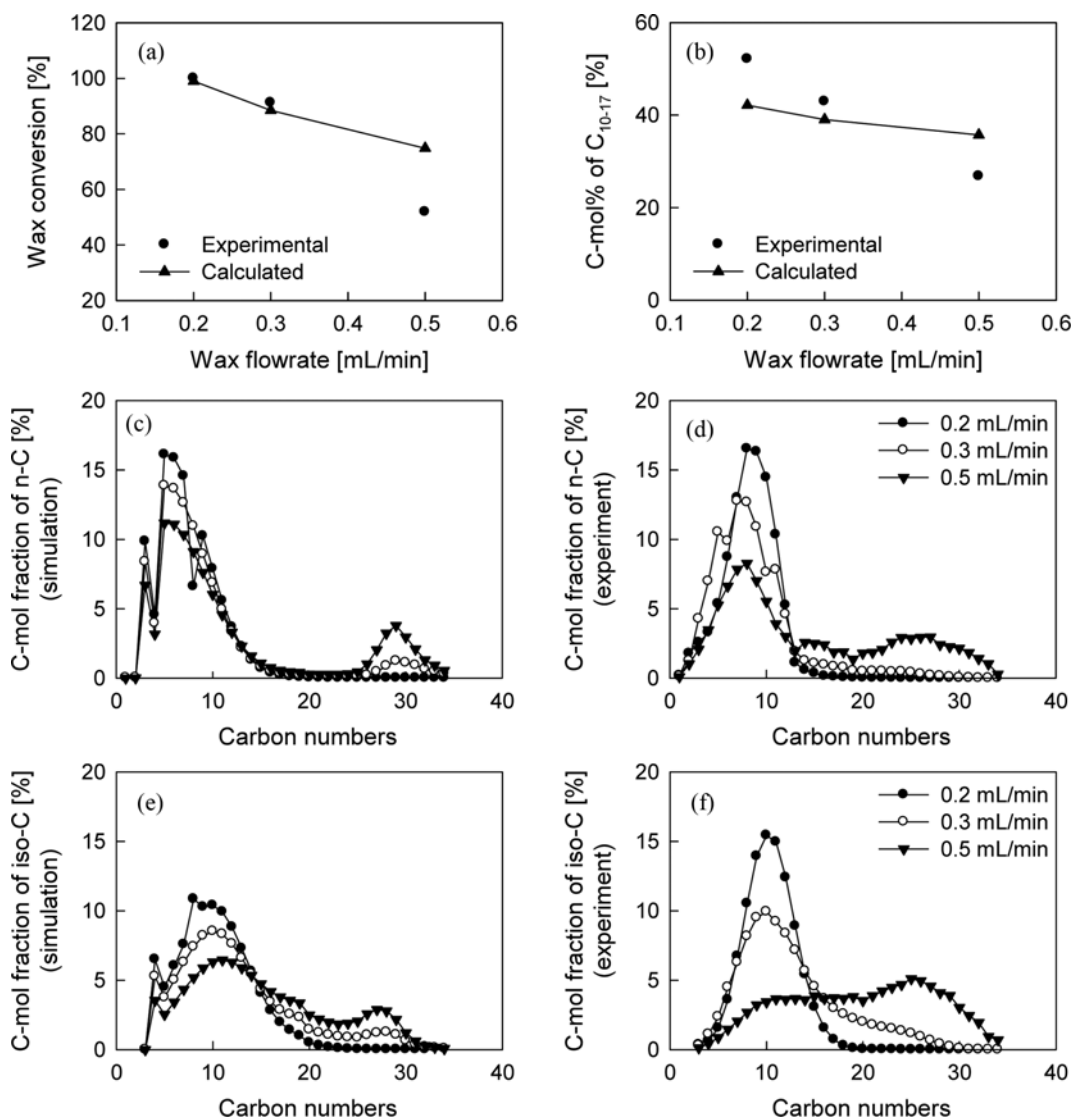 120
100
80
60
40
20
Wax conversion [%]
(a)
Experimental
Calculated
0.1 0.2 0.3 0.4 0.5 0.6
Wax flowrate [mL/min]
60
40
20
0
C-mol% of C10-17 [%]
(b)
Experimental
Calculated
0.1 0.2 0.3 0.4 0.5 0.6
Wax flowrate [mL/min]
20
15
10
5
0
C-mol fraction of n-C [%]
(simulation)
(c)
0 10 20 30 40
Carbon numbers
20
15
10
5
0
C-mol fraction of n-C [%]
(experiment)
(d)
0.2 mL/min
0.3 mL/min
0.5 mL/min
0 10 20 30 40
Carbon numbers
20
15
10
5
0
C-mol fraction of iso-C [%]
(simulation)
(e)
0 10 20 30 40
Carbon numbers
20
15
10
5
0
C-mol fraction of iso-C [%]
(experiment)
(f)
0.2 mL/min
0.3 mL/min
0.5 mL/min
0 10 20 30 40
Carbon numbers